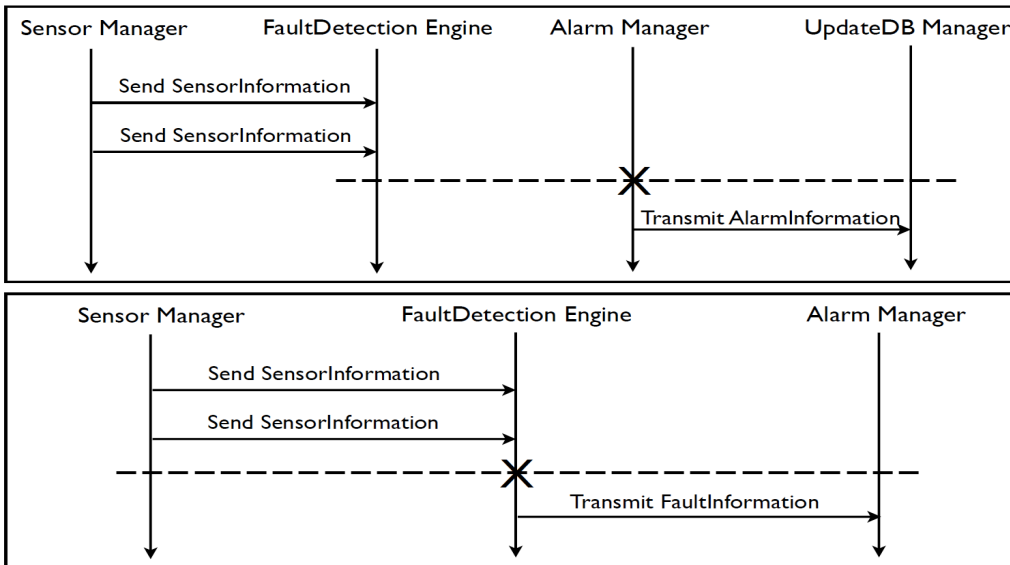 Sensor Manager FaultDetection Engine Alarm Manager UpdateDB Manager
Send SensorInformation
Send SensorInformation
Transmit AlarmInformation
Sensor Manager FaultDetection Engine Alarm Manager
Send SensorInformation
Send SensorInformation
Transmit FaultInformation